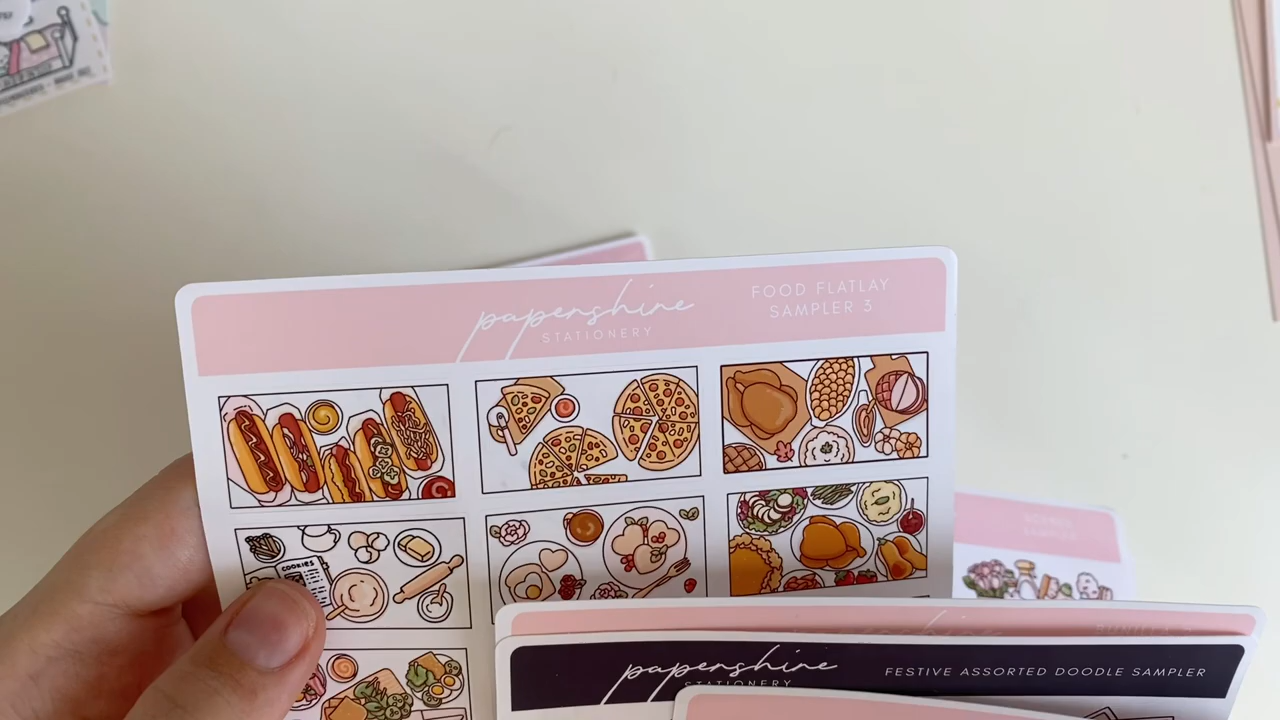 papershine
STATIONERY
FOOD FLATLAY
SAMPLER 3
COOKIES
papershine
STATIONERY
FESTIVE ASSORTED DOODLE SAMPLER